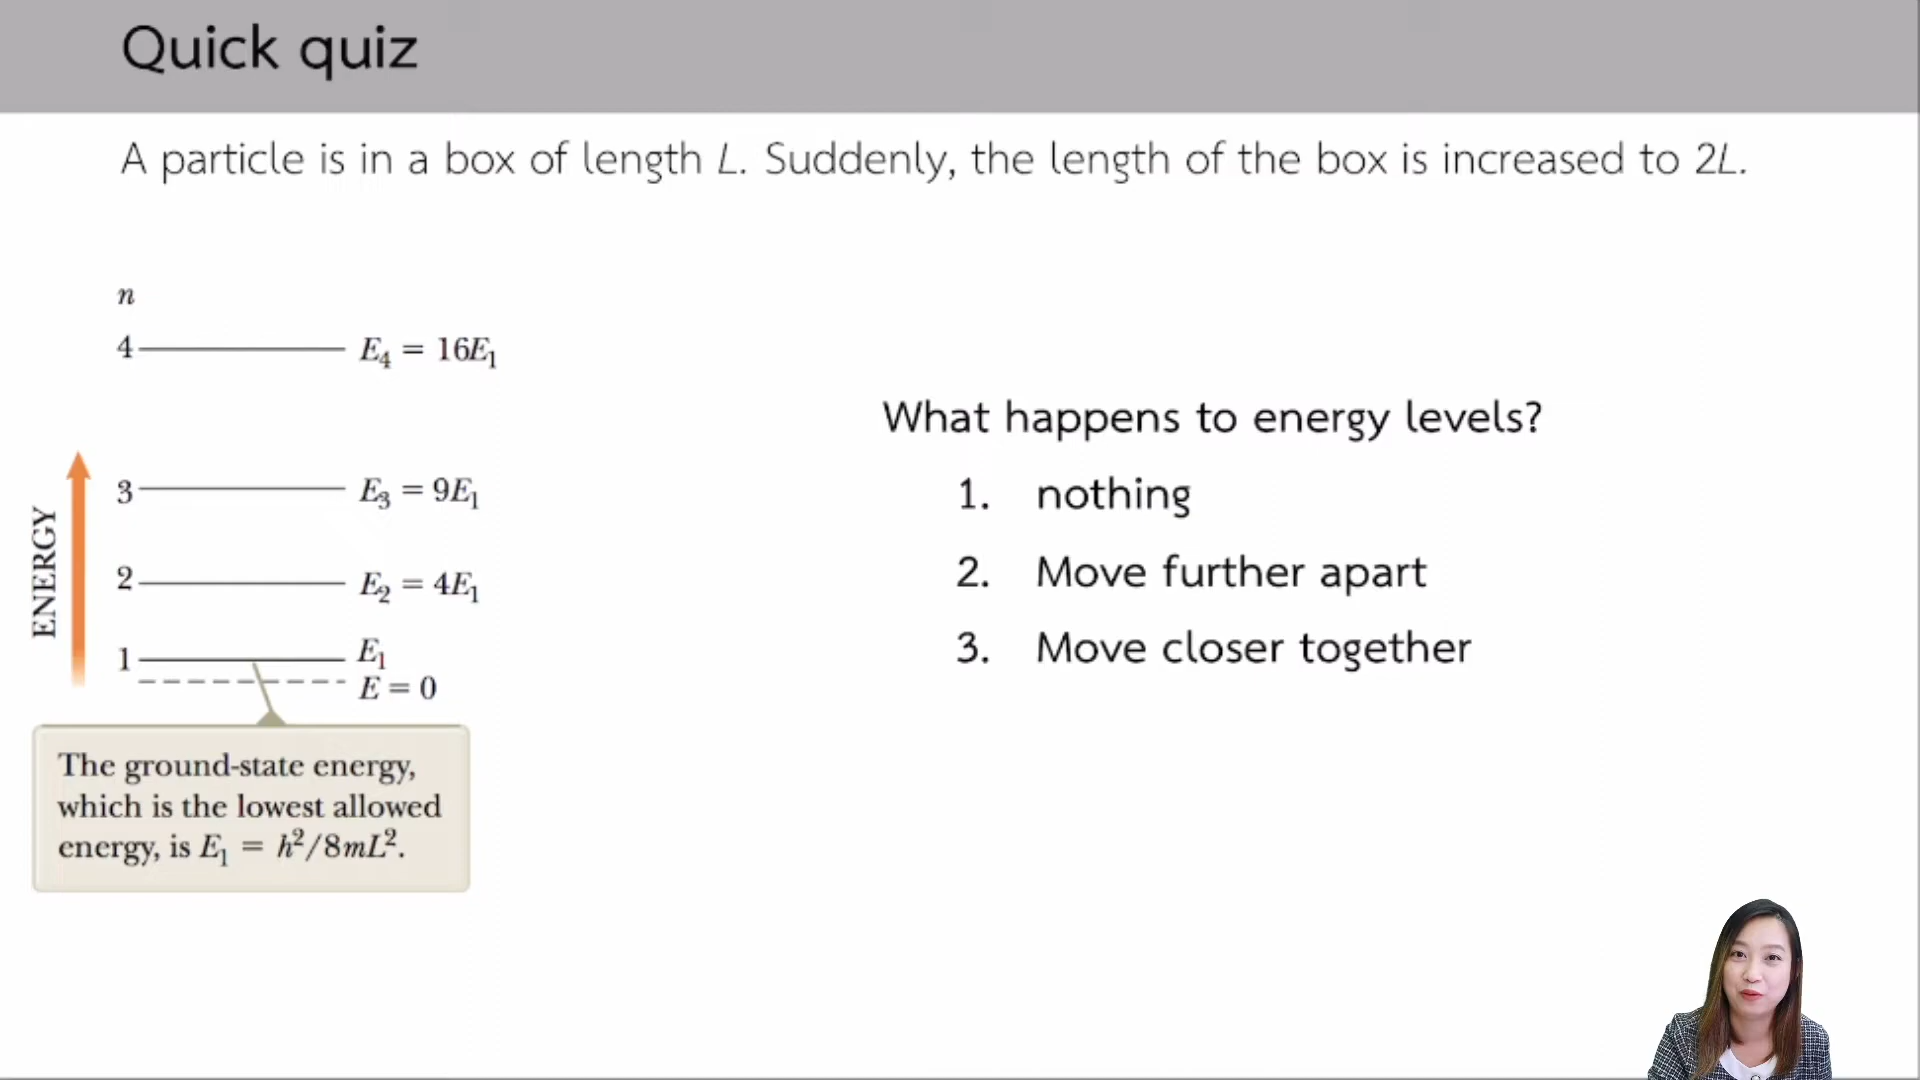 Quick quiz
A particle is in a box of length L. Suddenly, the length of the box is increased to 2L.
n
4 E₄ = 16E₁
3 E₃ = 9E₁
2 E₂ = 4E₁
1 E₁
E = 0
ENERGY
The ground-state energy,
which is the lowest allowed
energy, is E₁ = h²/8mL².
What happens to energy levels?
1. nothing
2. Move further apart
3. Move closer together